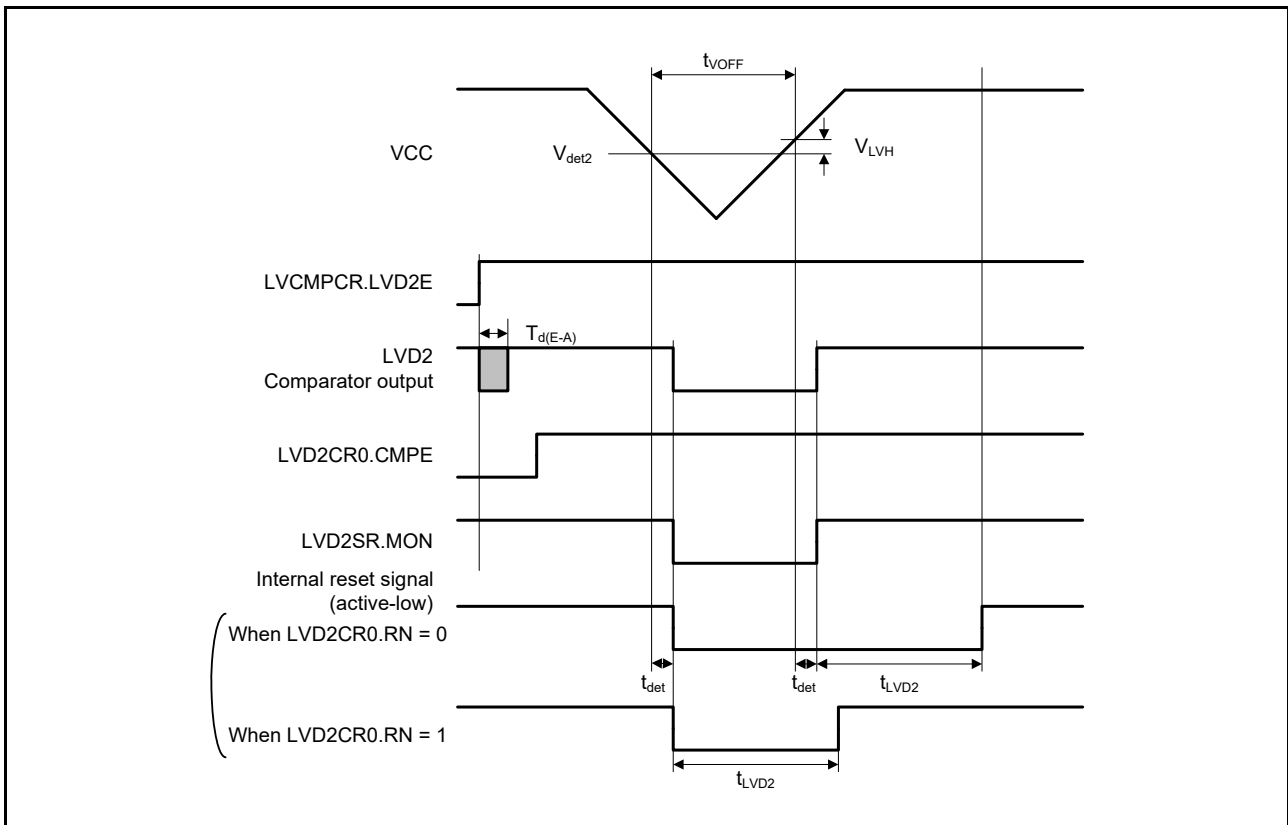 tVOFF
VCC
Vdet2
VLVH
LVCMPCR.LVD2E
Td(E-A)
LVD2
Comparator output
LVD2CR0.CMPE
LVD2SR.MON
Internal reset signal
(active-low)
When LVD2CR0.RN = 0
tdet
tdet
tLVD2
When LVD2CR0.RN = 1
tLVD2